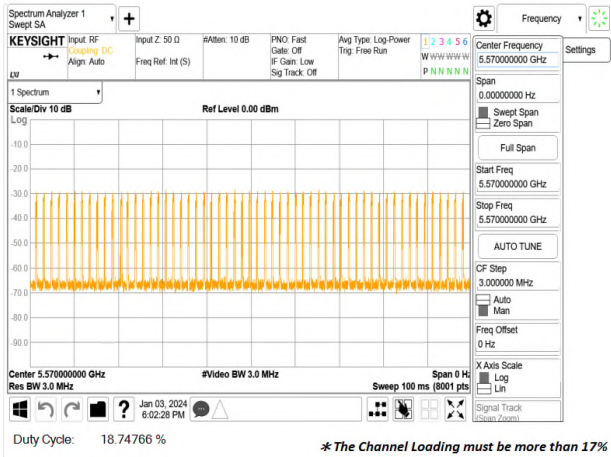 Spectrum Analyzer 1
Swept SA
+
Frequency
KEYSIGHT
Input: RF
Coupling: DC
Align: Auto
Input Z: 50 Ω
Freq Ref: Int (S)
#Atten: 10 dB
PNO: Fast
Gate: Off
IF Gain: Low
Sig Track: Off
Avg Type: Log-Power
Trig: Free Run
1 2 3 4 5 6
W W W W W W
P N N N N N
LXI
1 Spectrum
Scale/Div 10 dB
Ref Level 0.00 dBm
Log
-10.0
-20.0
-30.0
-40.0
-50.0
-60.0
-70.0
-80.0
-90.0
Center 5.570000000 GHz
#Video BW 3.0 MHz
Span 0 Hz
Res BW 3.0 MHz
Sweep 100 ms (8001 pts
Center Frequency
5.570000000 GHz
Settings
Span
0.00000000 Hz
Swept Span
Zero Span
Full Span
Start Freq
5.570000000 GHz
Stop Freq
5.570000000 GHz
AUTO TUNE
CF Step
3.000000 MHz
Auto
Man
Freq Offset
0 Hz
X Axis Scale
Log
Lin
Signal Track
(Span Zoom)
?
Jan 03, 2024
6:02:28 PM
Duty Cycle: 18.74766 %
* The Channel Loading must be more than 17%